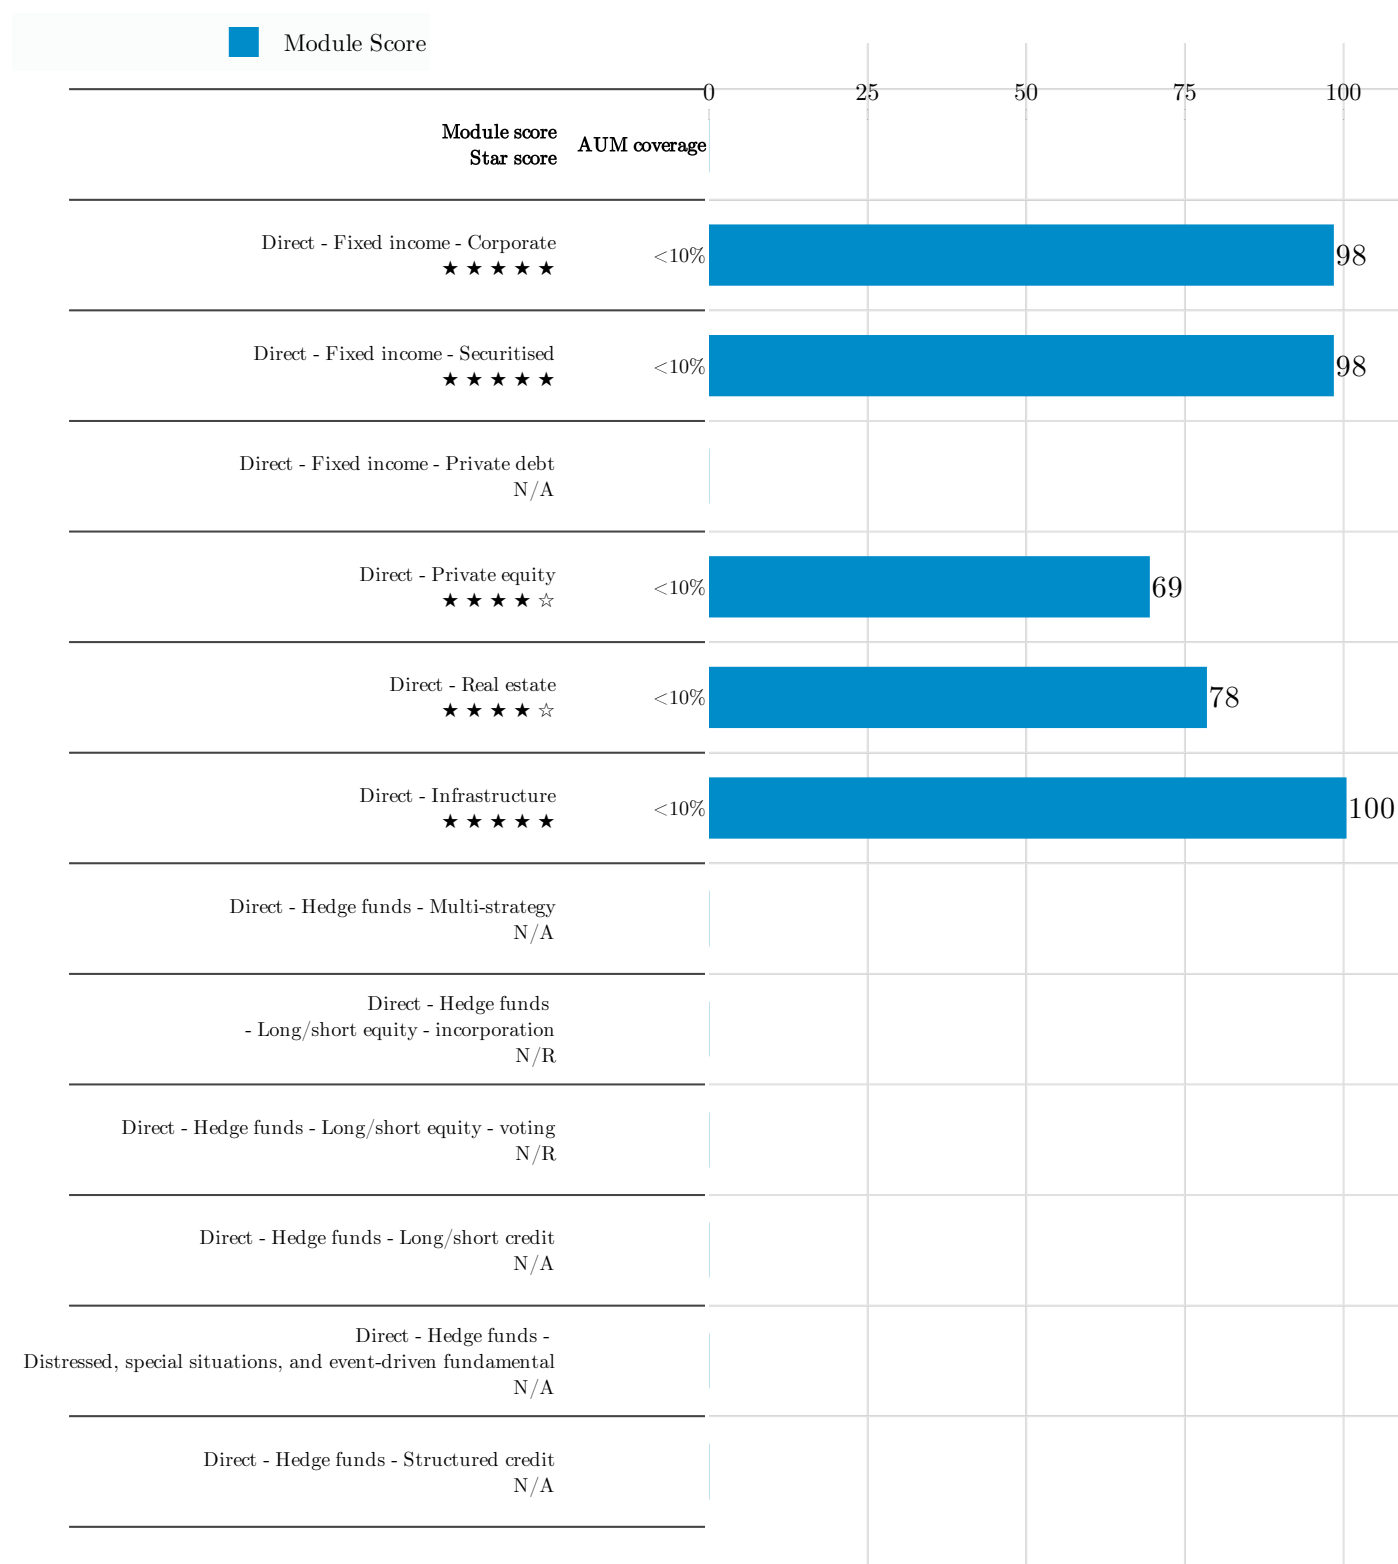 Module Score
0 25 50 75 100
Module score
Star score
AUM coverage
Direct - Fixed income - Corporate
★ ★ ★ ★ ★
<10%
98
Direct - Fixed income - Securitised
★ ★ ★ ★ ★
<10%
98
Direct - Fixed income - Private debt
N/A
Direct - Private equity
★ ★ ★ ★ ☆
<10%
69
Direct - Real estate
★ ★ ★ ★ ☆
<10%
78
Direct - Infrastructure
★ ★ ★ ★ ★
<10%
100
Direct - Hedge funds - Multi-strategy
N/A
Direct - Hedge funds
- Long/short equity - incorporation
N/R
Direct - Hedge funds - Long/short equity - voting
N/R
Direct - Hedge funds - Long/short credit
N/A
Direct - Hedge funds -
Distressed, special situations, and event-driven fundamental
N/A
Direct - Hedge funds - Structured credit
N/A